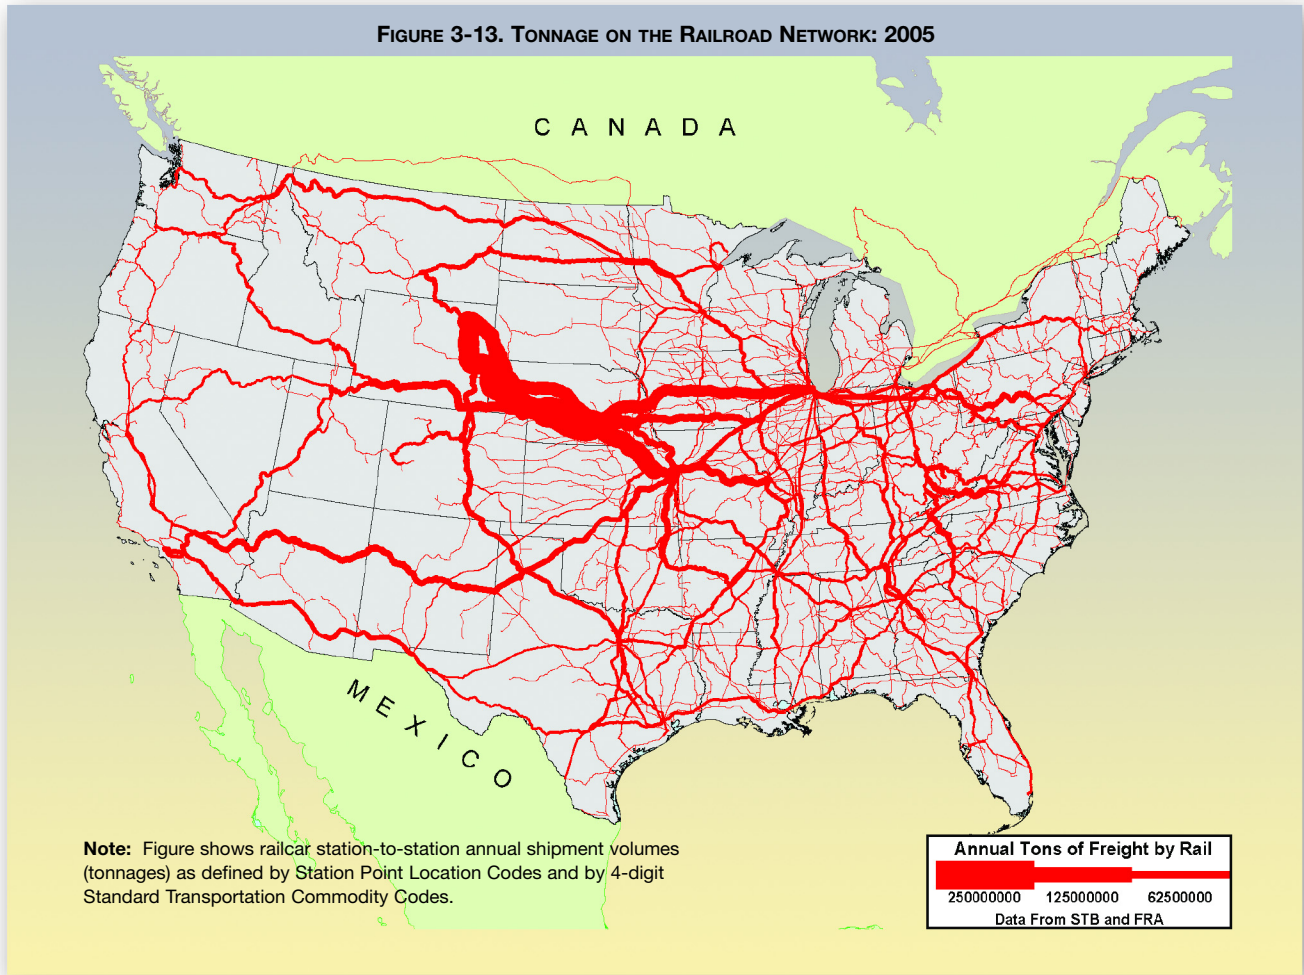 FIGURE 3-13. TONNAGE ON THE RAILROAD NETWORK: 2005
CANADA
MEXICO
Note: Figure shows railcar station-to-station annual shipment volumes
(tonnages) as defined by Station Point Location Codes and by 4-digit
Standard Transportation Commodity Codes.
Annual Tons of Freight by Rail
250000000 125000000 62500000
Data From STB and FRA